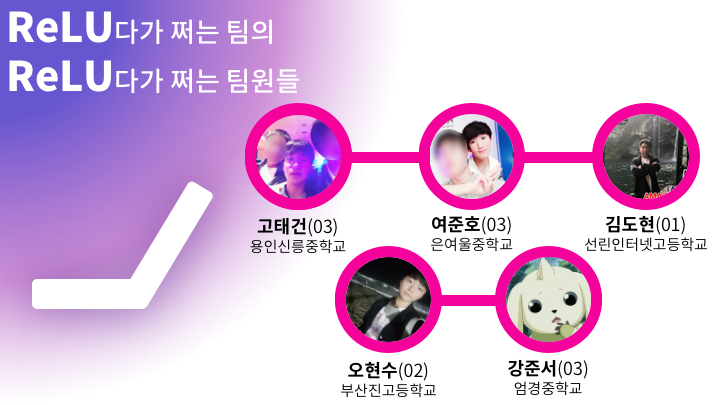 ReLU다가 쩌는 팀의
ReLU다가 쩌는 팀원들
고태건(03)
용인신릉중학교
여준호(03)
은여울중학교
김도현(01)
선린인터넷고등학교
오현수(02)
부산진고등학교
강준서(03)
엄경중학교